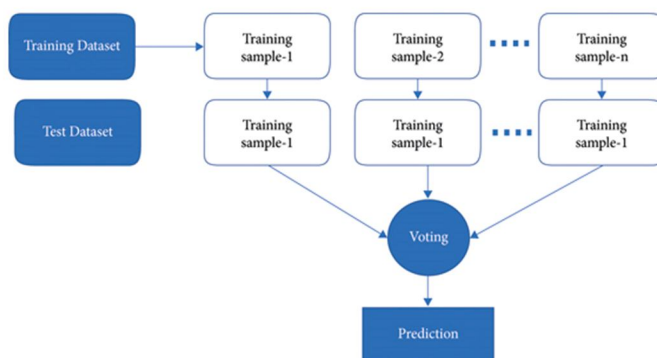 Training Dataset
Training
sample-1
Training
sample-2
Training
sample-n
Test Dataset
Training
sample-1
Training
sample-1
Training
sample-1
Voting
Prediction